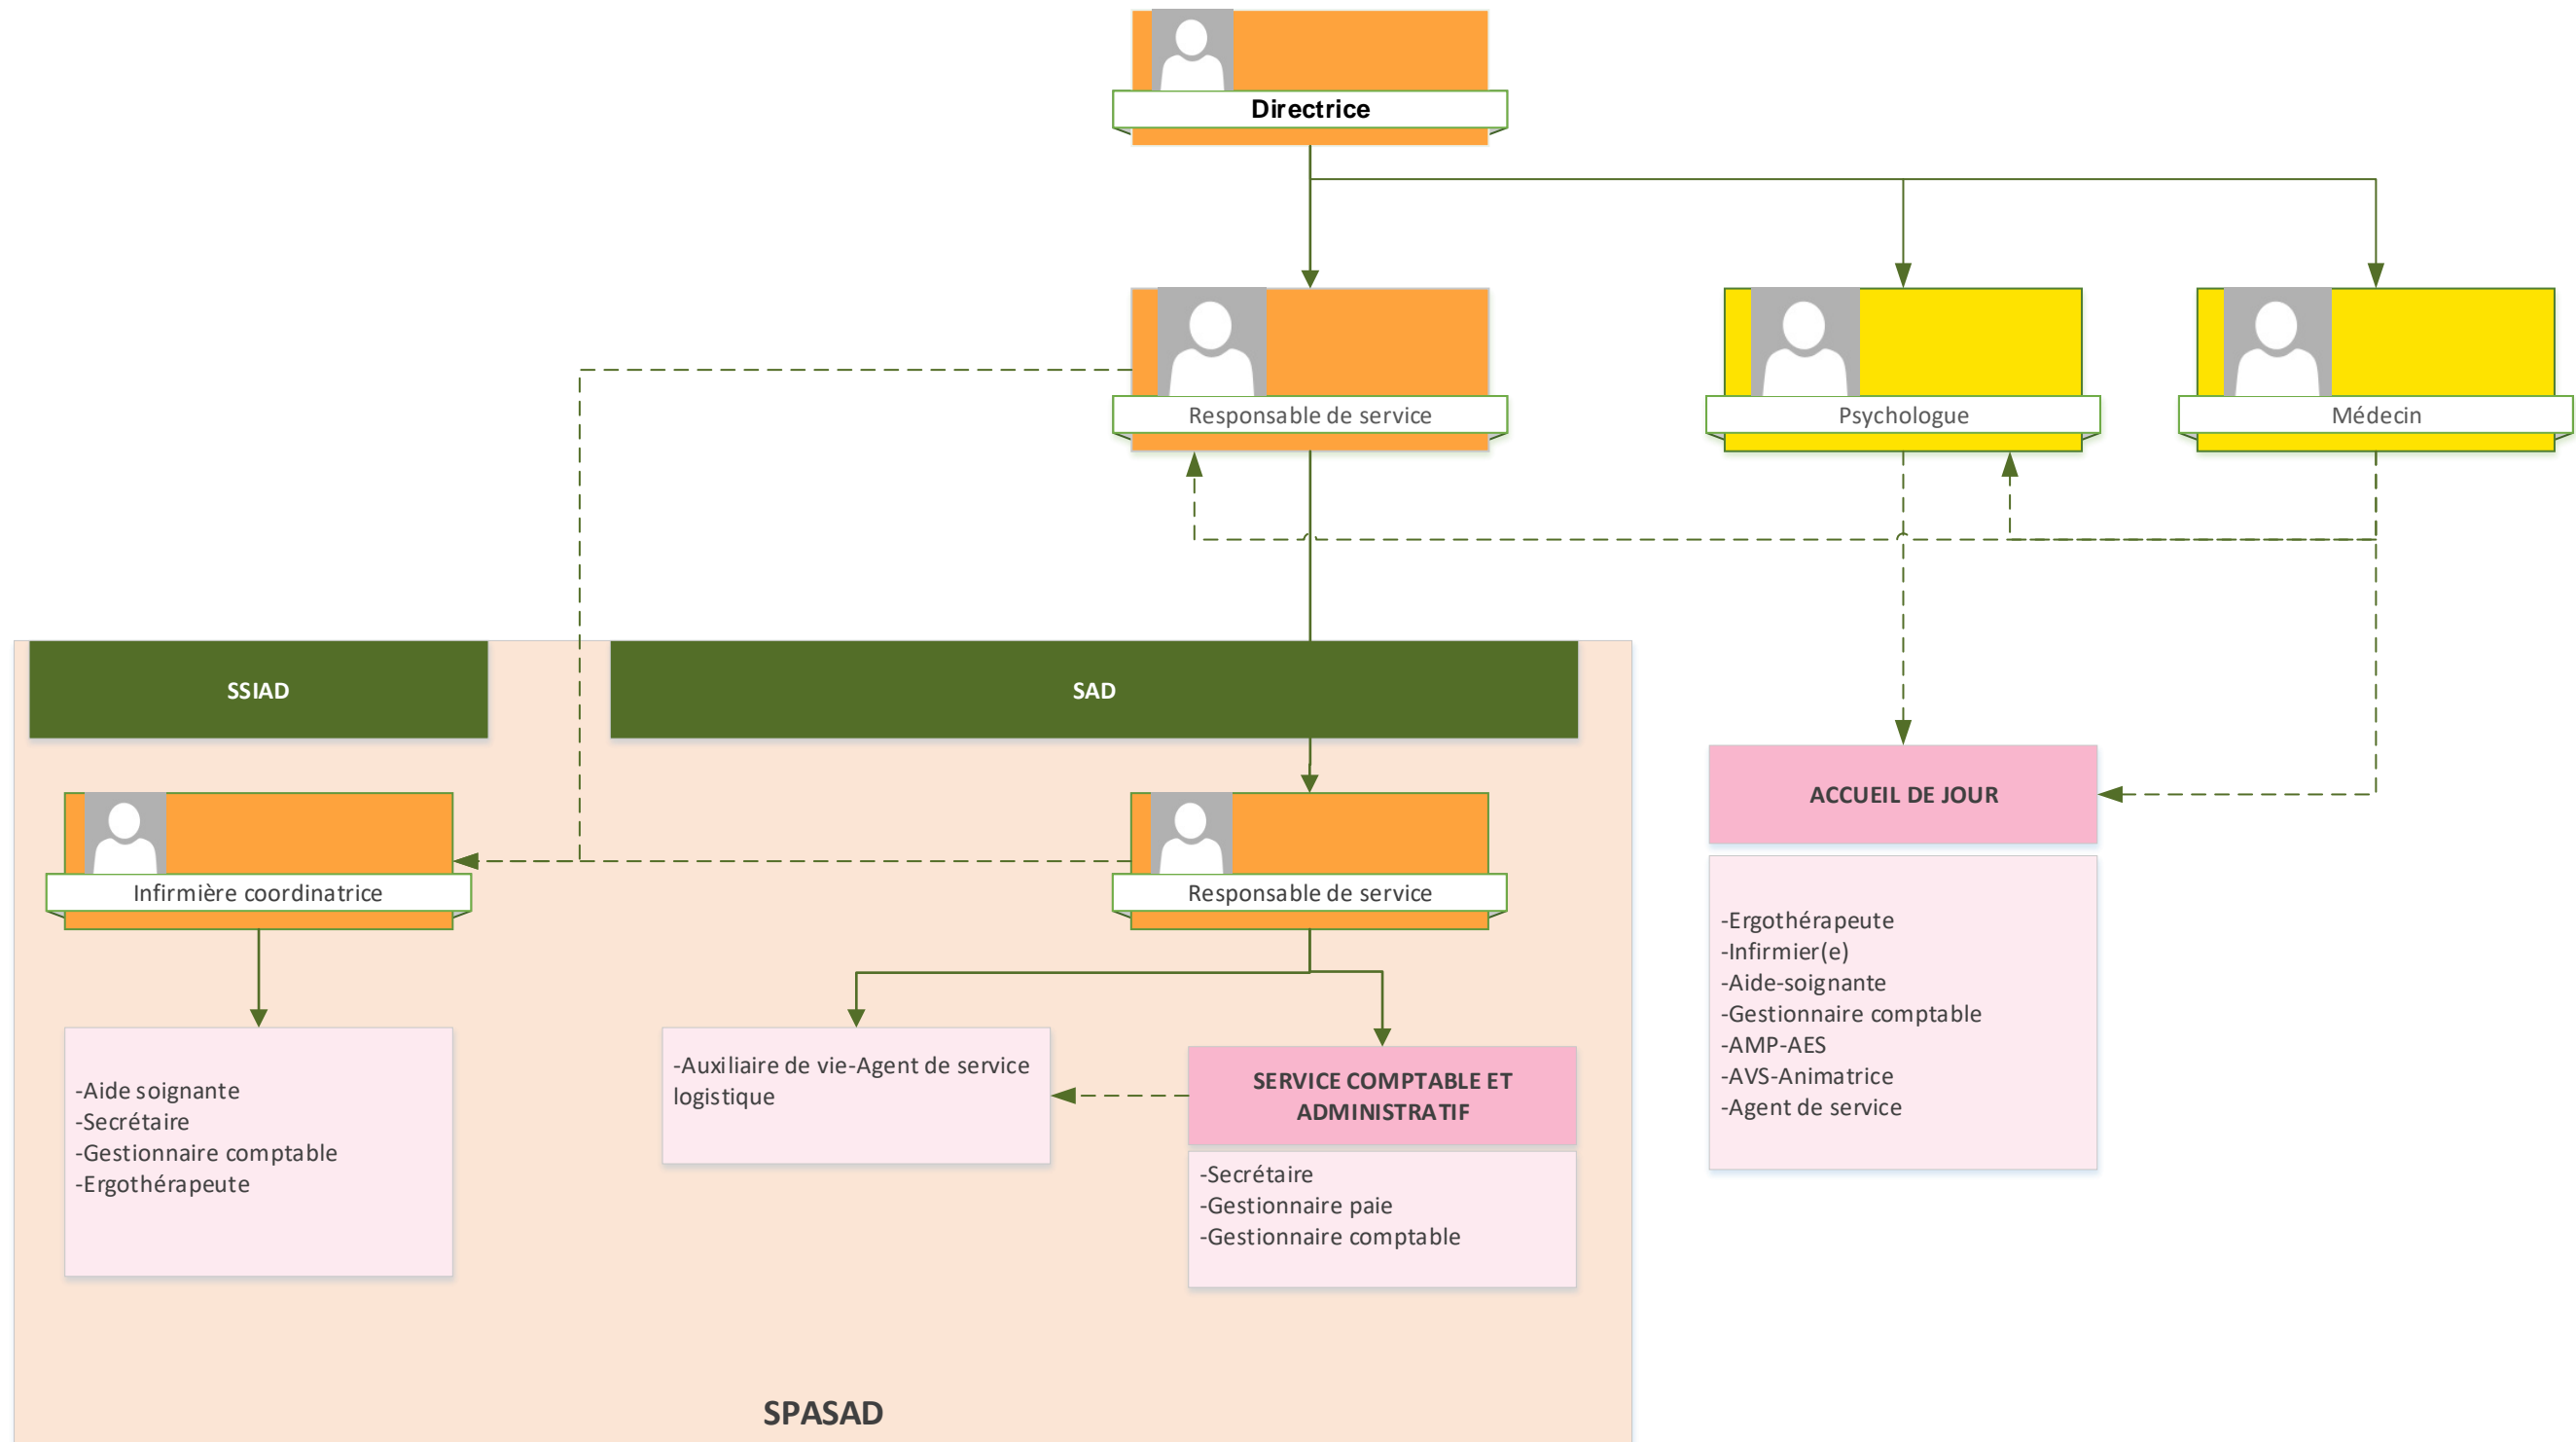 Directrice
Responsable de service
Psychologue
Médecin
SSIAD
SAD
Infirmière coordinatrice
Responsable de service
-Aide soignante
-Secrétaire
-Gestionnaire comptable
-Ergothérapeute
-Auxiliaire de vie-Agent de service
logistique
SERVICE COMPTABLE ET
ADMINISTRATIF
-Secrétaire
-Gestionnaire paie
-Gestionnaire comptable
ACCUEIL DE JOUR
-Ergothérapeute
-Infirmier(e)
-Aide-soignante
-Gestionnaire comptable
-AMP-AES
-AVS-Animatrice
-Agent de service
SPASAD